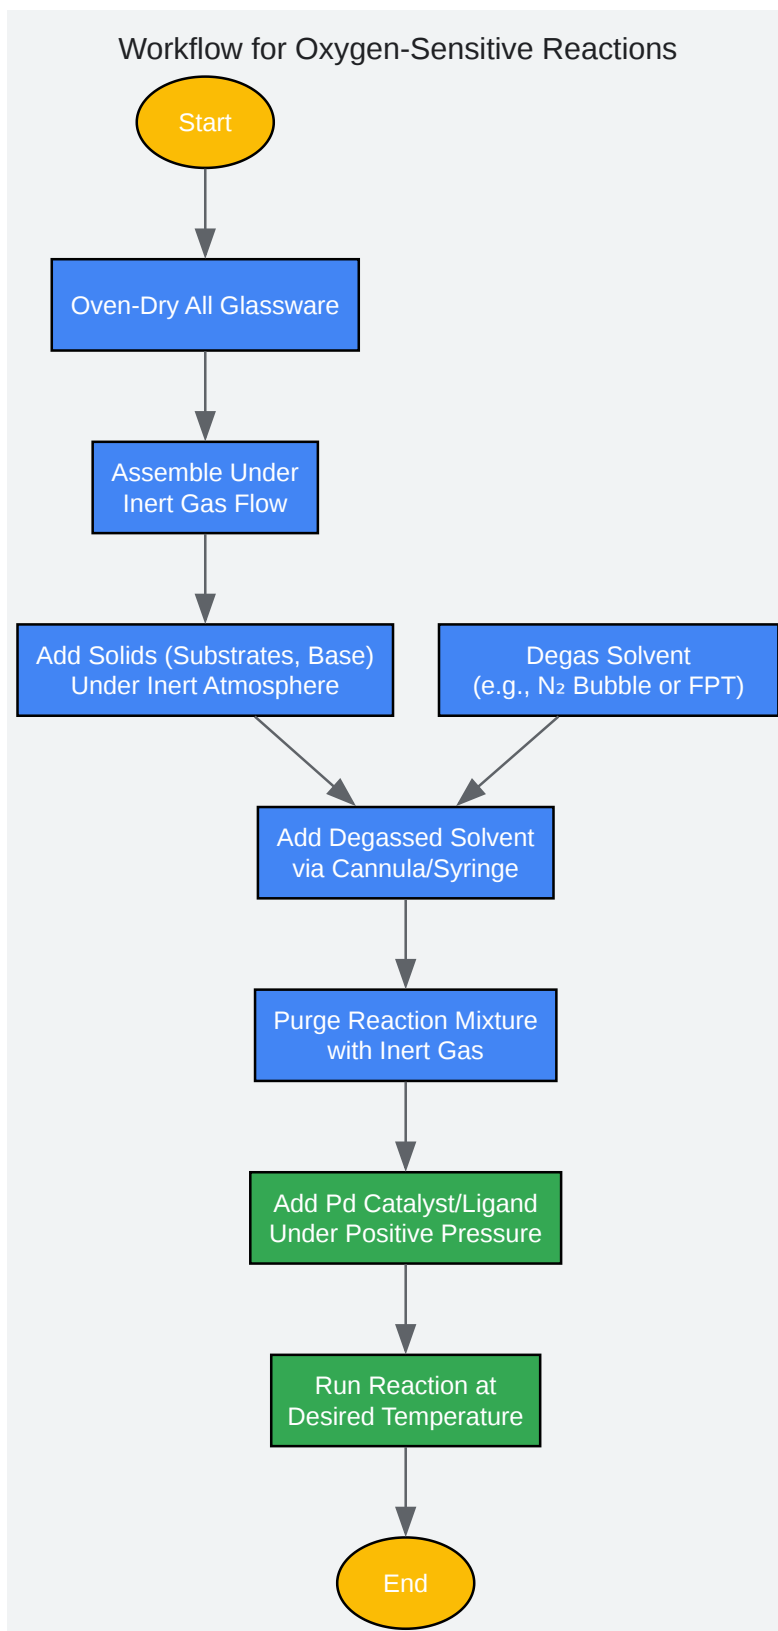 Workflow for Oxygen-Sensitive Reactions
Start
Oven-Dry All Glassware
Assemble Under
Inert Gas Flow
Add Solids (Substrates, Base)
Under Inert Atmosphere
Degas Solvent
(e.g., N₂ Bubble or FPT)
Add Degassed Solvent
via Cannula/Syringe
Purge Reaction Mixture
with Inert Gas
Add Pd Catalyst/Ligand
Under Positive Pressure
Run Reaction at
Desired Temperature
End